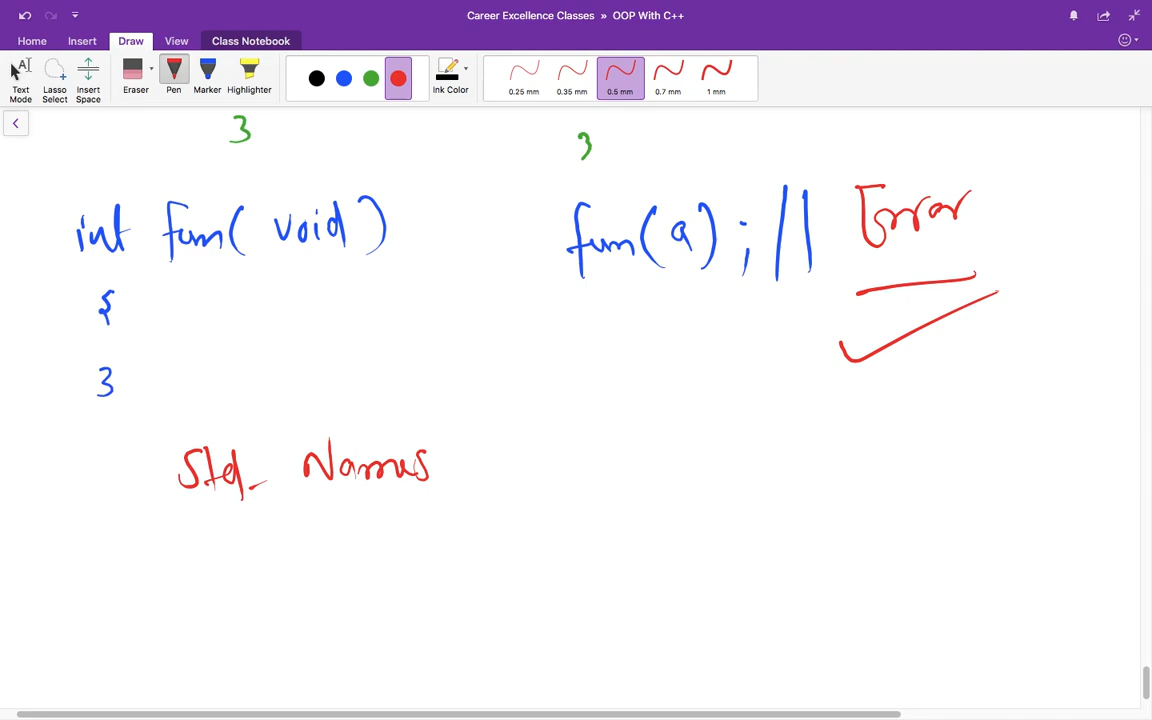 Career Excellence Classes » OOP With C++
Home Insert Draw View Class Notebook
Text Mode Lasso Select Insert Space Eraser Pen Marker Highlighter Ink Color 0.25 mm 0.35 mm 0.5 mm 0.7 mm 1 mm
}
}
int fun( void ) fun(a); || Error
{
}
Std. Names